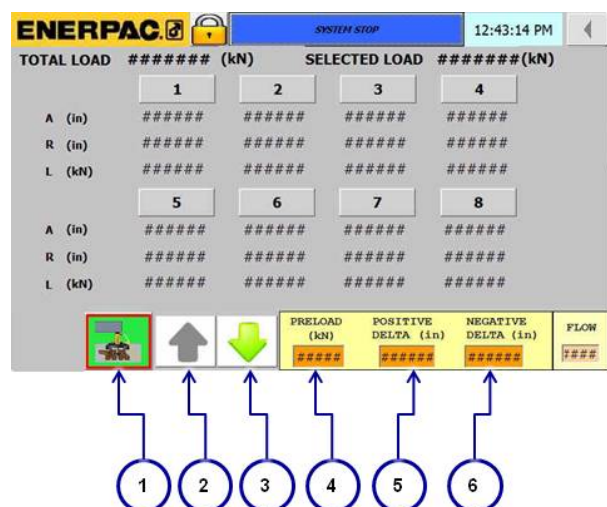 ENERPAC. SYSTEM STOP 12:43:14 PM
TOTAL LOAD ####### (kN) SELECTED LOAD #######(kN)
1 2 3 4
A (in) ###### ###### ###### ######
R (in) ###### ###### ###### ######
L (kN) ###### ###### ###### ######
5 6 7 8
A (in) ###### ###### ###### ######
R (in) ###### ###### ###### ######
L (kN) ###### ###### ###### ######
PRELOAD POSITIVE NEGATIVE FLOW
(kN) DELTA (in) DELTA (in)
##### ###### ###### ####
1 2 3 4 5 6